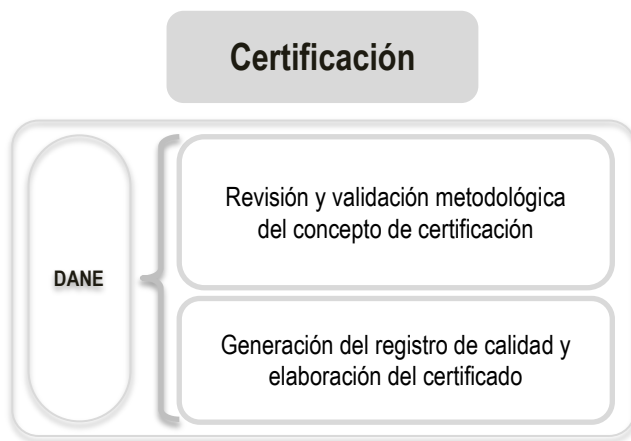 Certificación
DANE
Revisión y validación metodológica
del concepto de certificación
Generación del registro de calidad y
elaboración del certificado